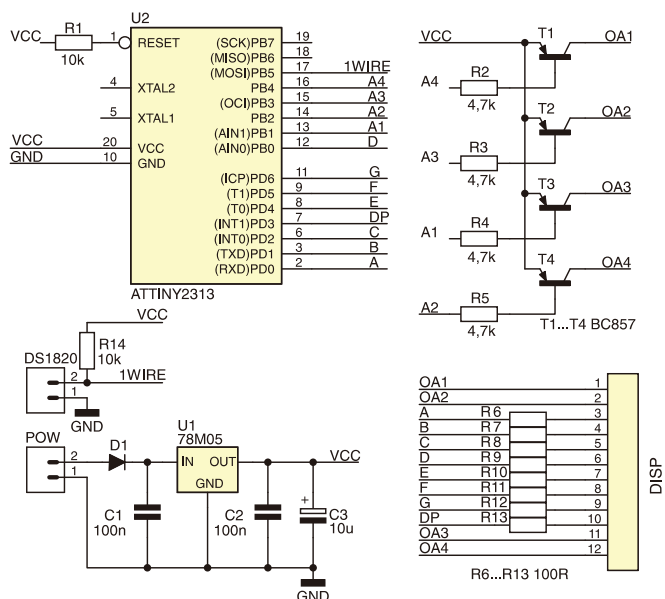 U2
VCC R1 1 RESET (SCK)PB7 19
10k (MISO)PB6 18
(MOSI)PB5 17 1WIRE
4 XTAL2 PB4 16 A4
(OCI)PB3 15 A3
5 XTAL1 PB2 14 A2
(AIN1)PB1 13 A1
VCC 20 VCC (AIN0)PB0 12 D
GND 10 GND
(ICP)PD6 11 G
(T1)PD5 9 F
(T0)PD4 8 E
(INT1)PD3 7 DP
(INT0)PD2 6 C
(TXD)PD1 3 B
(RXD)PD0 2 A
ATTINY2313
VCC T1 OA1
A4 R2
4,7k
T2 OA2
A3 R3
4,7k
T3 OA3
A1 R4
4,7k
T4 OA4
A2 R5
4,7k
T1...T4 BC857
VCC
R14
10k
DS1820
2 1WIRE
1
GND
POW
2 D1
1
U1
78M05
IN OUT
GND
VCC
C1
100n
C2
100n
+
C3
10u
GND
OA1 1
OA2 2
A R6 3
B R7 4
C R8 5
D R9 6
E R10 7
F R11 8
G R12 9
DP R13 10
OA3 11
OA4 12
DISP
R6...R13 100R